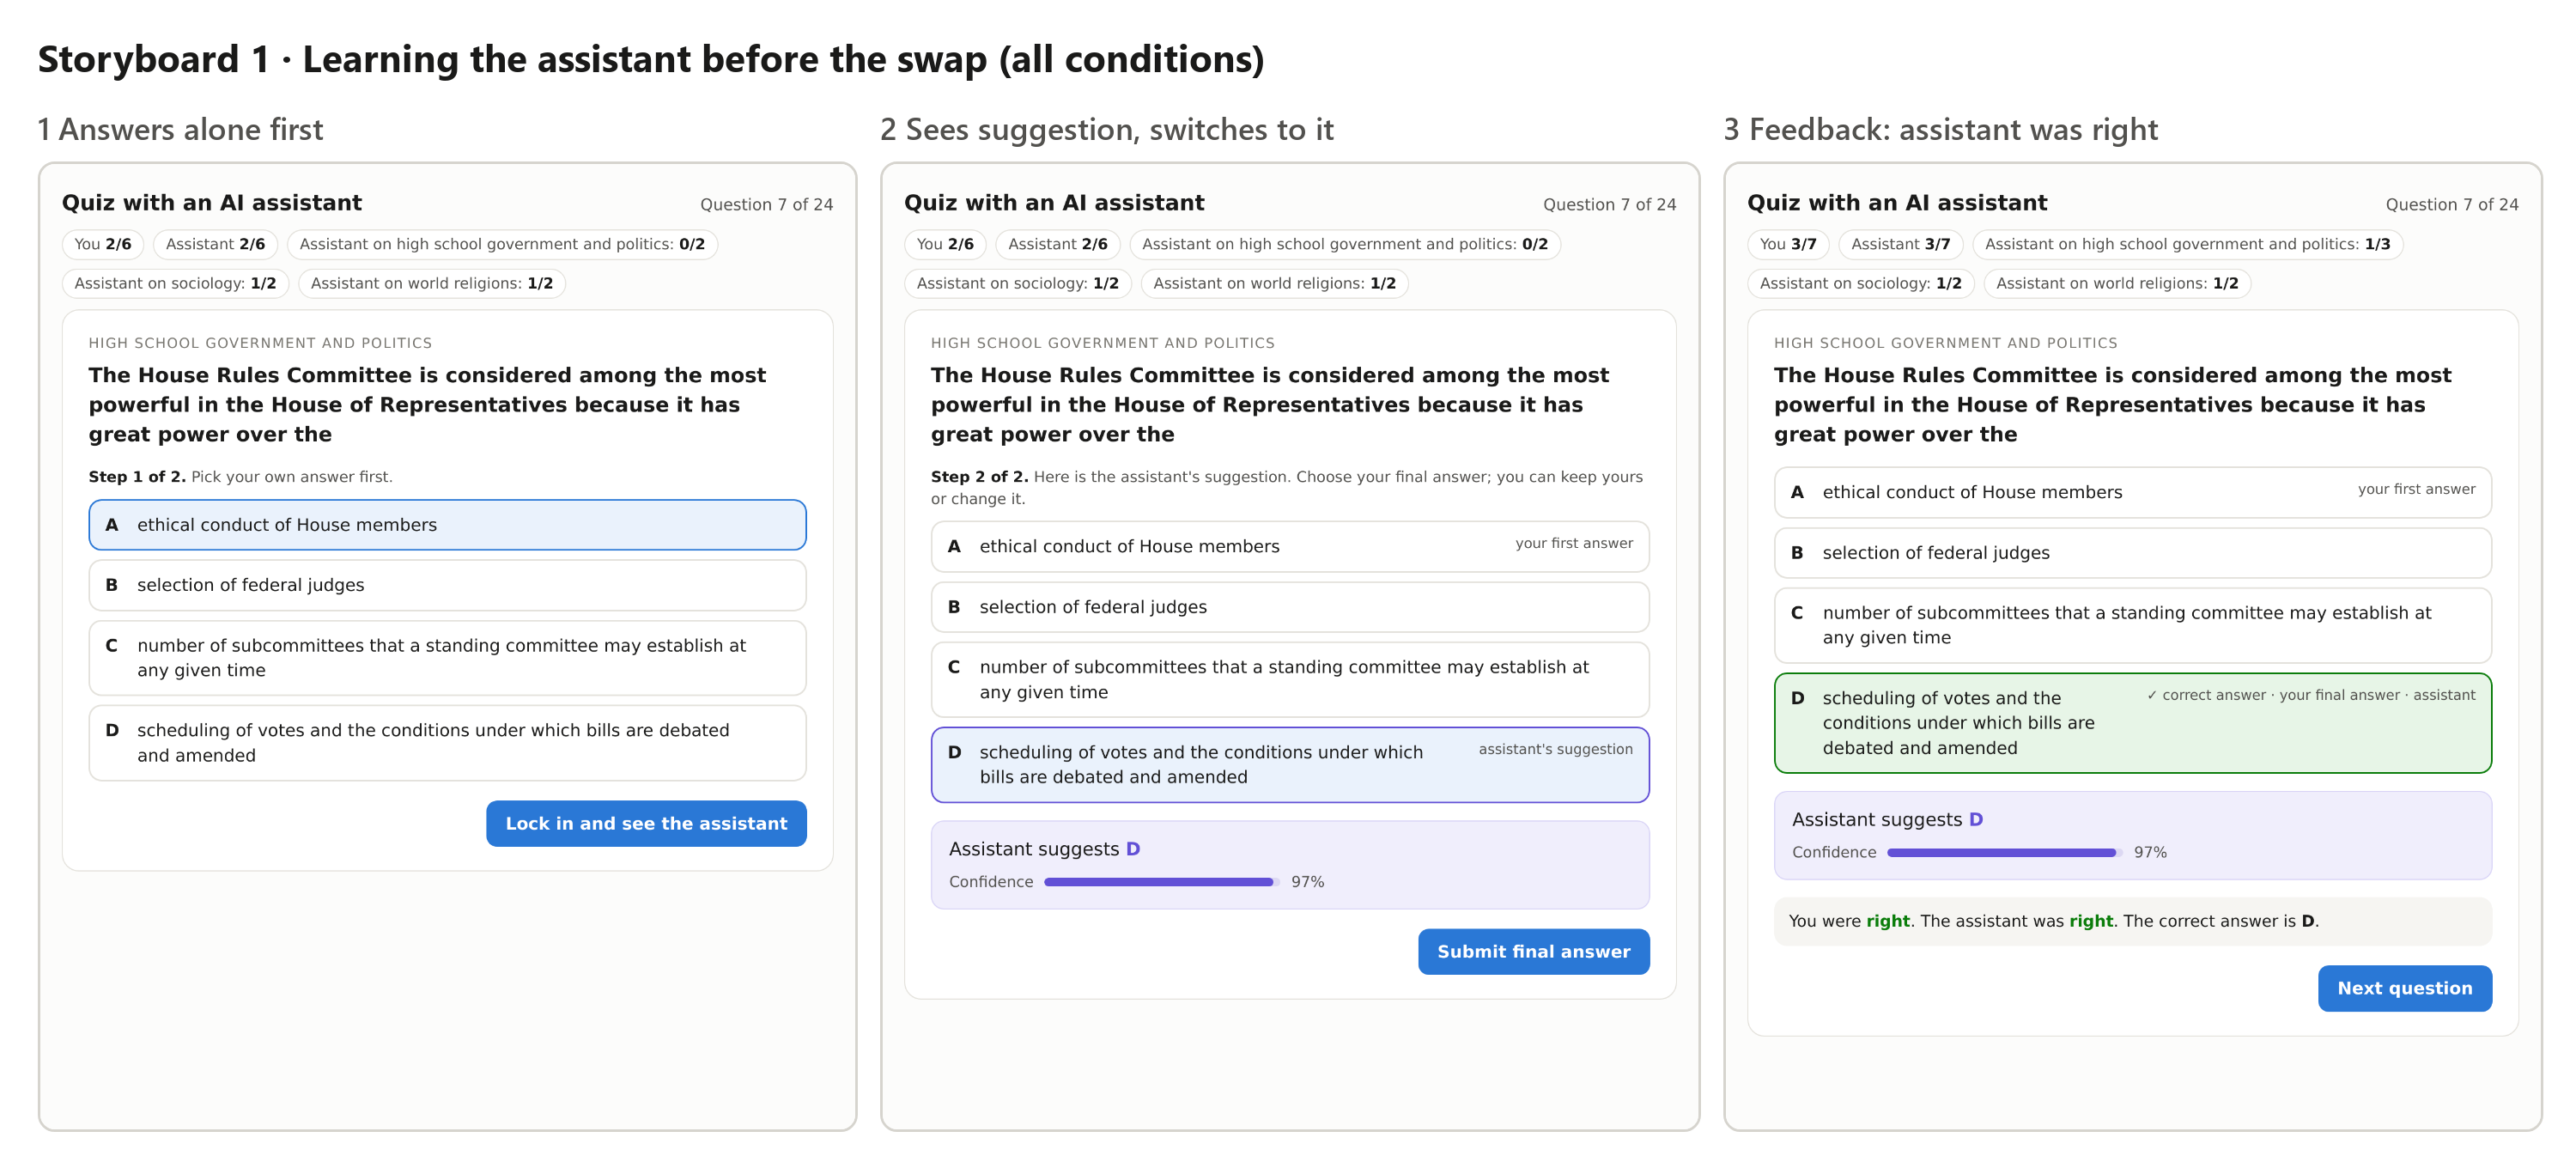 Storyboard 1 · Learning the assistant before the swap (all conditions)
1 Answers alone first
Quiz with an AI assistant
Question 7 of 24
You 2/6
Assistant 2/6
Assistant on high school government and politics: 0/2
Assistant on sociology: 1/2
Assistant on world religions: 1/2
HIGH SCHOOL GOVERNMENT AND POLITICS
The House Rules Committee is considered among the most
powerful in the House of Representatives because it has
great power over the
Step 1 of 2. Pick your own answer first.
A ethical conduct of House members
B selection of federal judges
C number of subcommittees that a standing committee may establish at
any given time
D scheduling of votes and the conditions under which bills are debated
and amended
Lock in and see the assistant
2 Sees suggestion, switches to it
Quiz with an AI assistant
Question 7 of 24
You 2/6
Assistant 2/6
Assistant on high school government and politics: 0/2
Assistant on sociology: 1/2
Assistant on world religions: 1/2
HIGH SCHOOL GOVERNMENT AND POLITICS
The House Rules Committee is considered among the most
powerful in the House of Representatives because it has
great power over the
Step 2 of 2. Here is the assistant's suggestion. Choose your final answer; you can keep yours
or change it.
A ethical conduct of House members
your first answer
B selection of federal judges
C number of subcommittees that a standing committee may establish at
any given time
D scheduling of votes and the conditions under which
assistant's suggestion
bills are debated and amended
Assistant suggests D
Confidence 97%
Submit final answer
3 Feedback: assistant was right
Quiz with an AI assistant
Question 7 of 24
You 3/7
Assistant 3/7
Assistant on high school government and politics: 1/3
Assistant on sociology: 1/2
Assistant on world religions: 1/2
HIGH SCHOOL GOVERNMENT AND POLITICS
The House Rules Committee is considered among the most
powerful in the House of Representatives because it has
great power over the
A ethical conduct of House members
your first answer
B selection of federal judges
C number of subcommittees that a standing committee may establish at
any given time
D scheduling of votes and the
✓ correct answer · your final answer · assistant
conditions under which bills are
debated and amended
Assistant suggests D
Confidence 97%
You were right. The assistant was right. The correct answer is D.
Next question